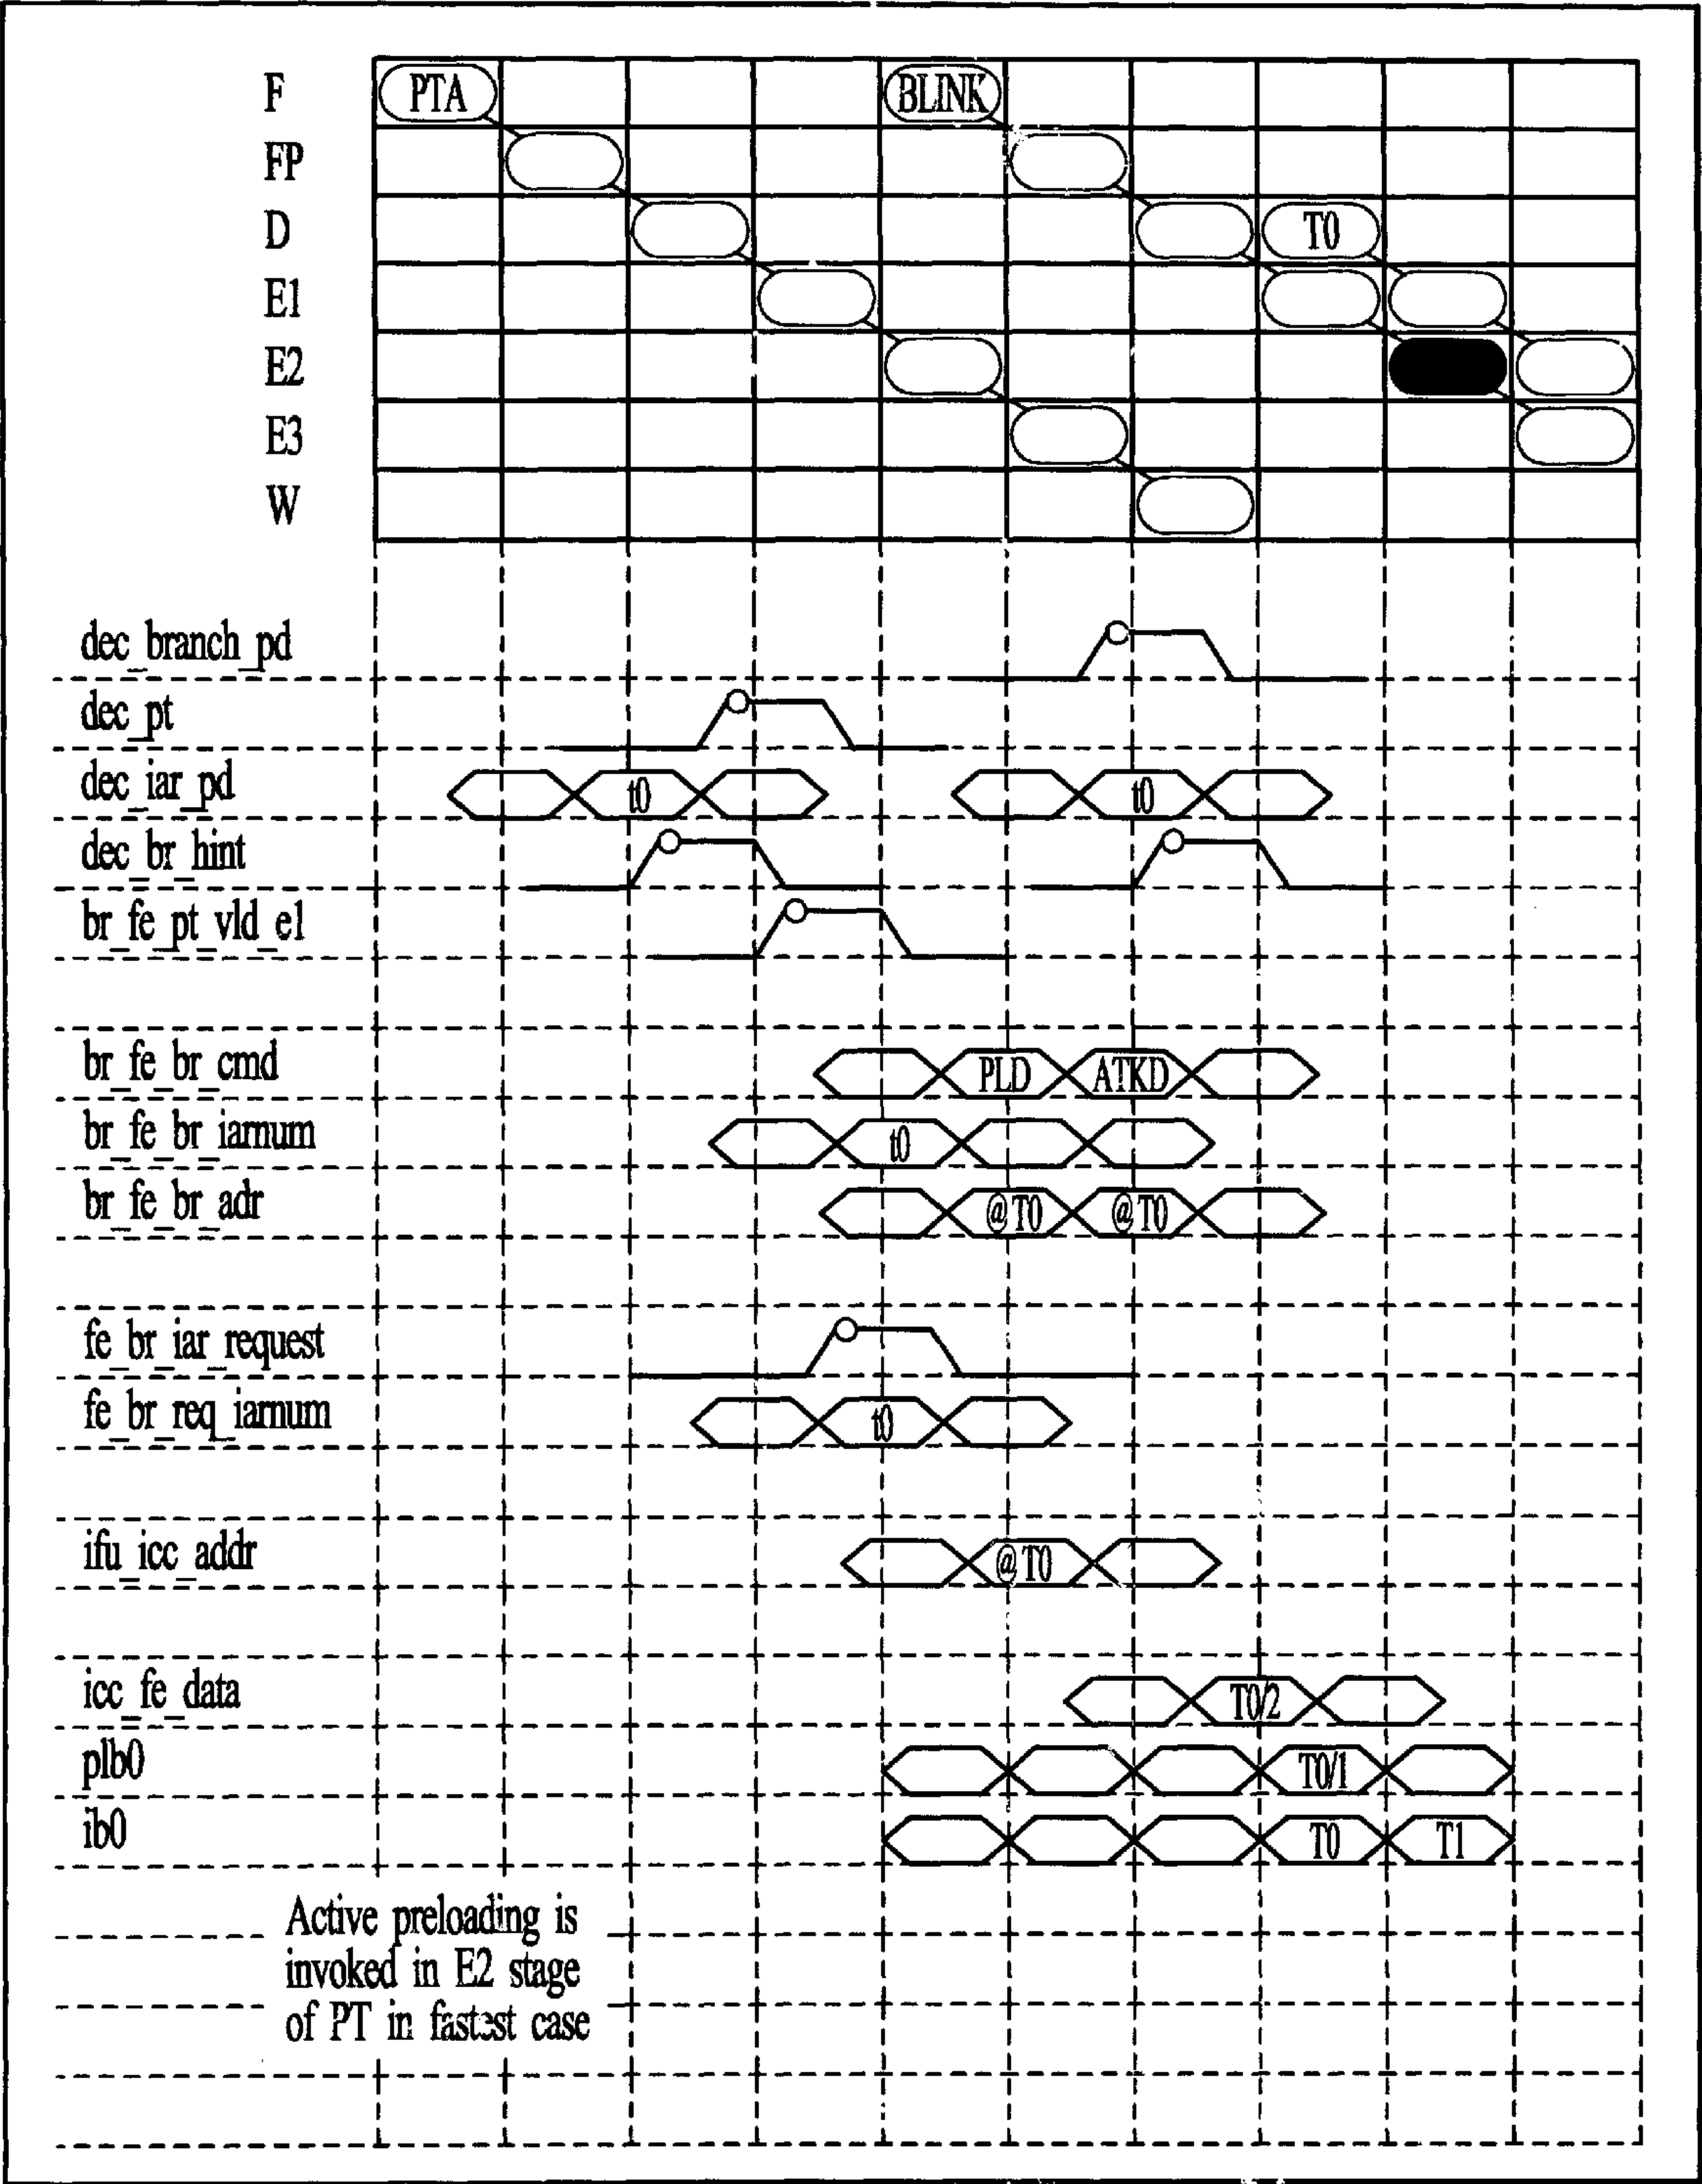 F PTA BLINK
FP
D T0
E1
E2
E3
W
dec_branch_pd
dec_pt
dec_iar_pd t0 t0
dec_br_hint
br_fe_pt_vld_e1
br_fe_br_cmd PLD ATKD
br_fe_br_iarnum t0
br_fe_br_adr @T0 @T0
fe_br_iar_request
fe_br_req_iarnum t0
ifu_icc_addr @T0
icc_fe_data T0/2
plb0 T0/1
ib0 T0 T1
Active preloading is
invoked in E2 stage
of PT in fastest case